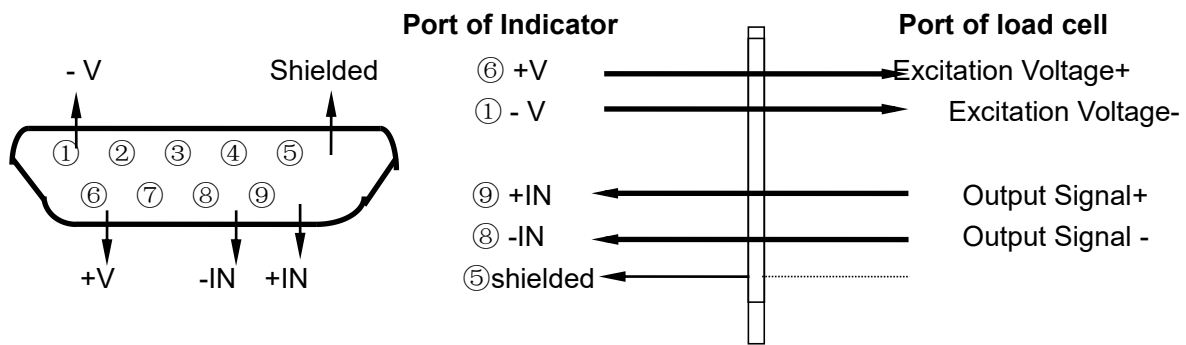 Port of Indicator Port of load cell
- V Shielded
① ② ③ ④ ⑤
⑥ ⑦ ⑧ ⑨
+V -IN +IN
⑥ +V Excitation Voltage+
① - V Excitation Voltage-
⑨ +IN Output Signal+
⑧ -IN Output Signal -
⑤shielded